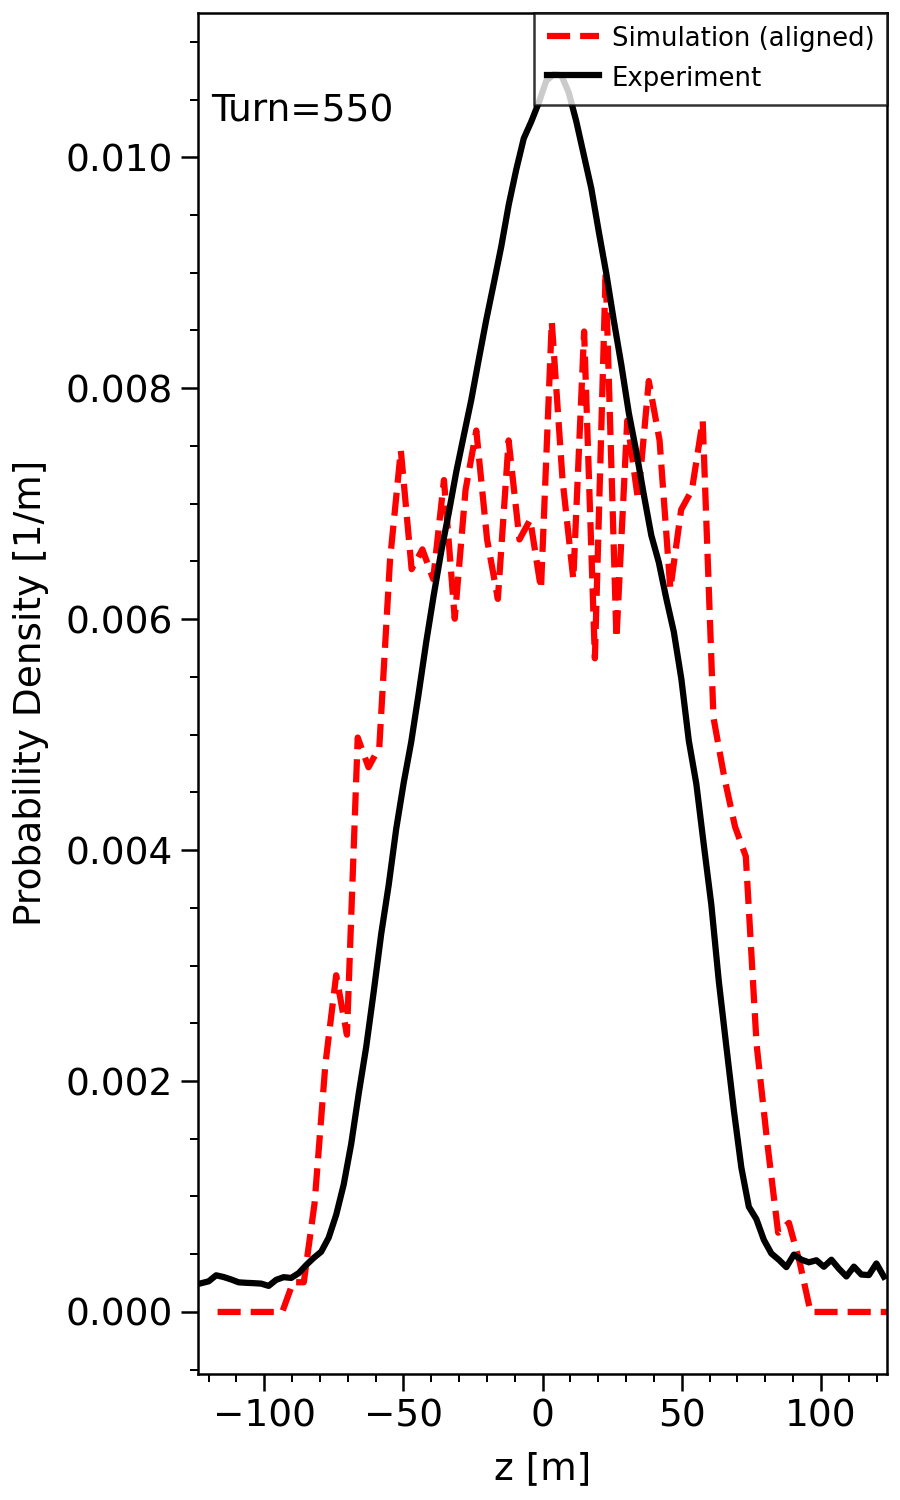 Simulation (aligned)
Experiment
Turn=550
0.010
0.008
0.006
0.004
0.002
0.000
Probability Density [1/m]
−100 −50 0 50 100
z [m]